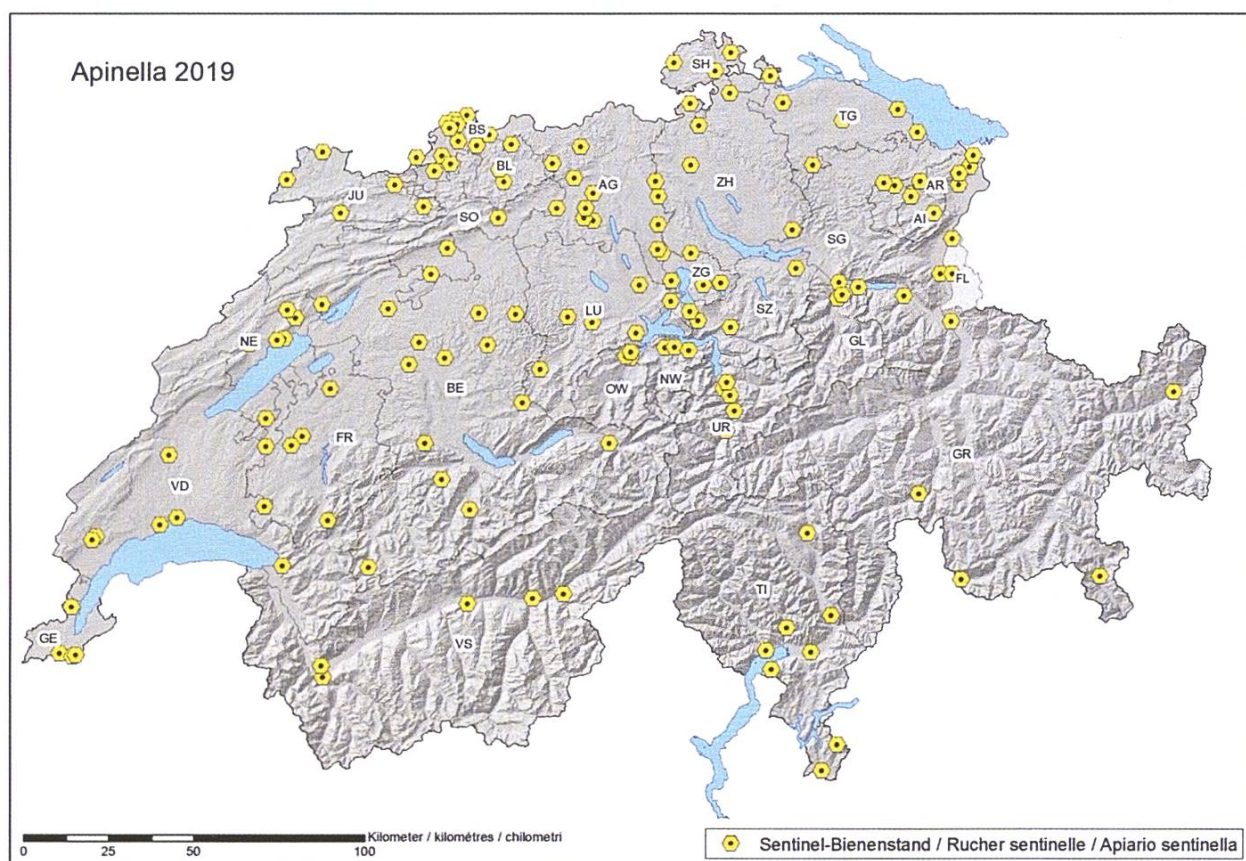 Apinella 2019
SH
TG
BS
BL
AG
ZH
AR
AI
JU
SO
SG
FL
ZG
SZ
LU
GL
NE
BE
OW
NW
UR
FR
GR
VD
TI
VS
GE
Kilometer / kilométres / chilometri
0 25 50 100
Sentinel-Bienenstand / Rucher sentinelle / Apiario sentinella